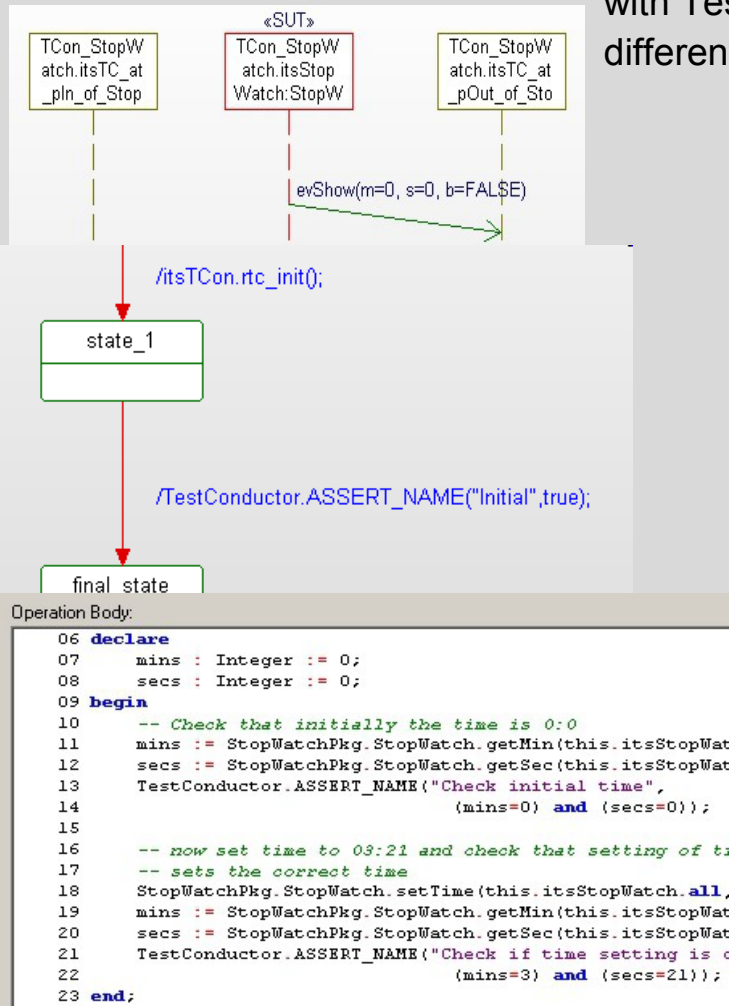 with Tes
differen
«SUT»
TCon_StopW
atch.itsTC_at
_pIn_of_Stop
TCon_StopW
atch.itsStop
Watch:StopW
TCon_StopW
atch.itsTC_at
_pOut_of_Sto
evShow(m=0, s=0, b=FALSE)
/itsTCon.rtc_init();
state_1
/TestConductor.ASSERT_NAME("Initial",true);
final_state
Operation Body:
06 declare
07 mins : Integer := 0;
08 secs : Integer := 0;
09 begin
10 -- Check that initially the time is 0:0
11 mins := StopWatchPkg.StopWatch.getMin(this.itsStopWat
12 secs := StopWatchPkg.StopWatch.getSec(this.itsStopWat
13 TestConductor.ASSERT_NAME("Check initial time",
14 (mins=0) and (secs=0));
15
16 -- now set time to 03:21 and check that setting of ti
17 -- sets the correct time
18 StopWatchPkg.StopWatch.setTime(this.itsStopWatch.all,
19 mins := StopWatchPkg.StopWatch.getMin(this.itsStopWat
20 secs := StopWatchPkg.StopWatch.getSec(this.itsStopWat
21 TestConductor.ASSERT_NAME("Check if time setting is c
22 (mins=3) and (secs=21));
23 end;